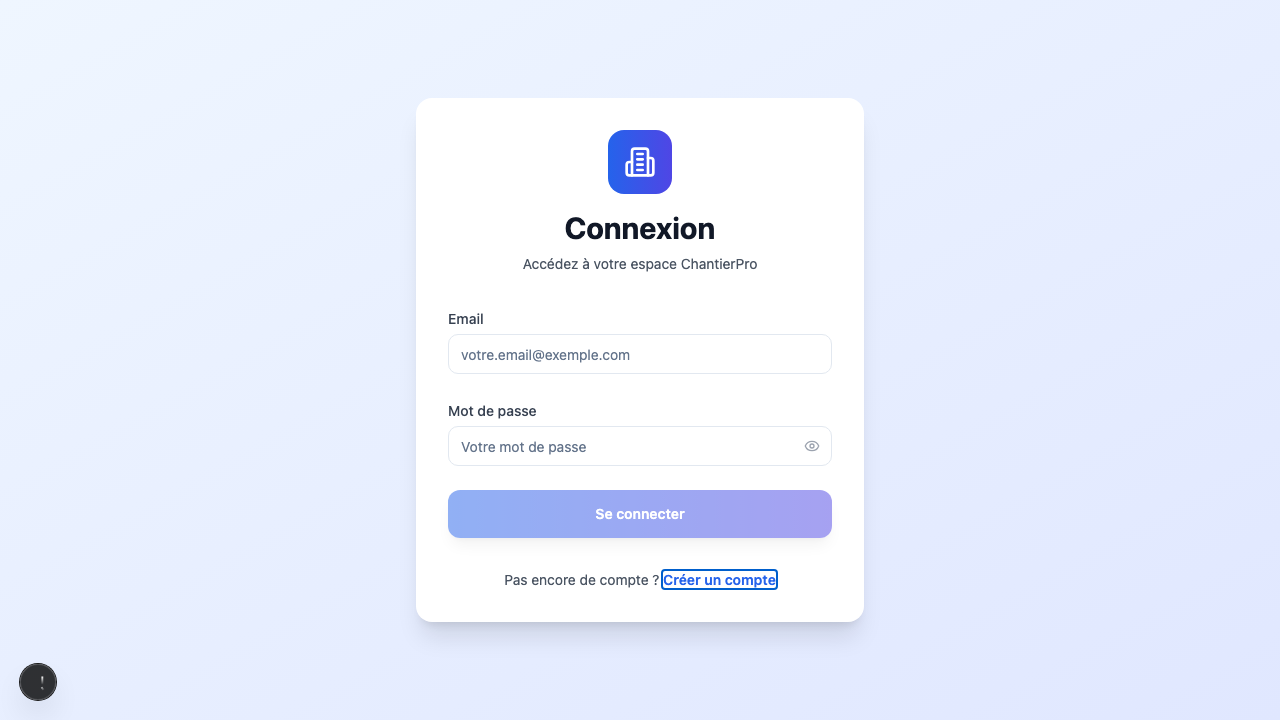 Connexion
Accédez à votre espace ChantierPro
Email
votre.email@exemple.com
Mot de passe
Votre mot de passe
Se connecter
Pas encore de compte ? Créer un compte